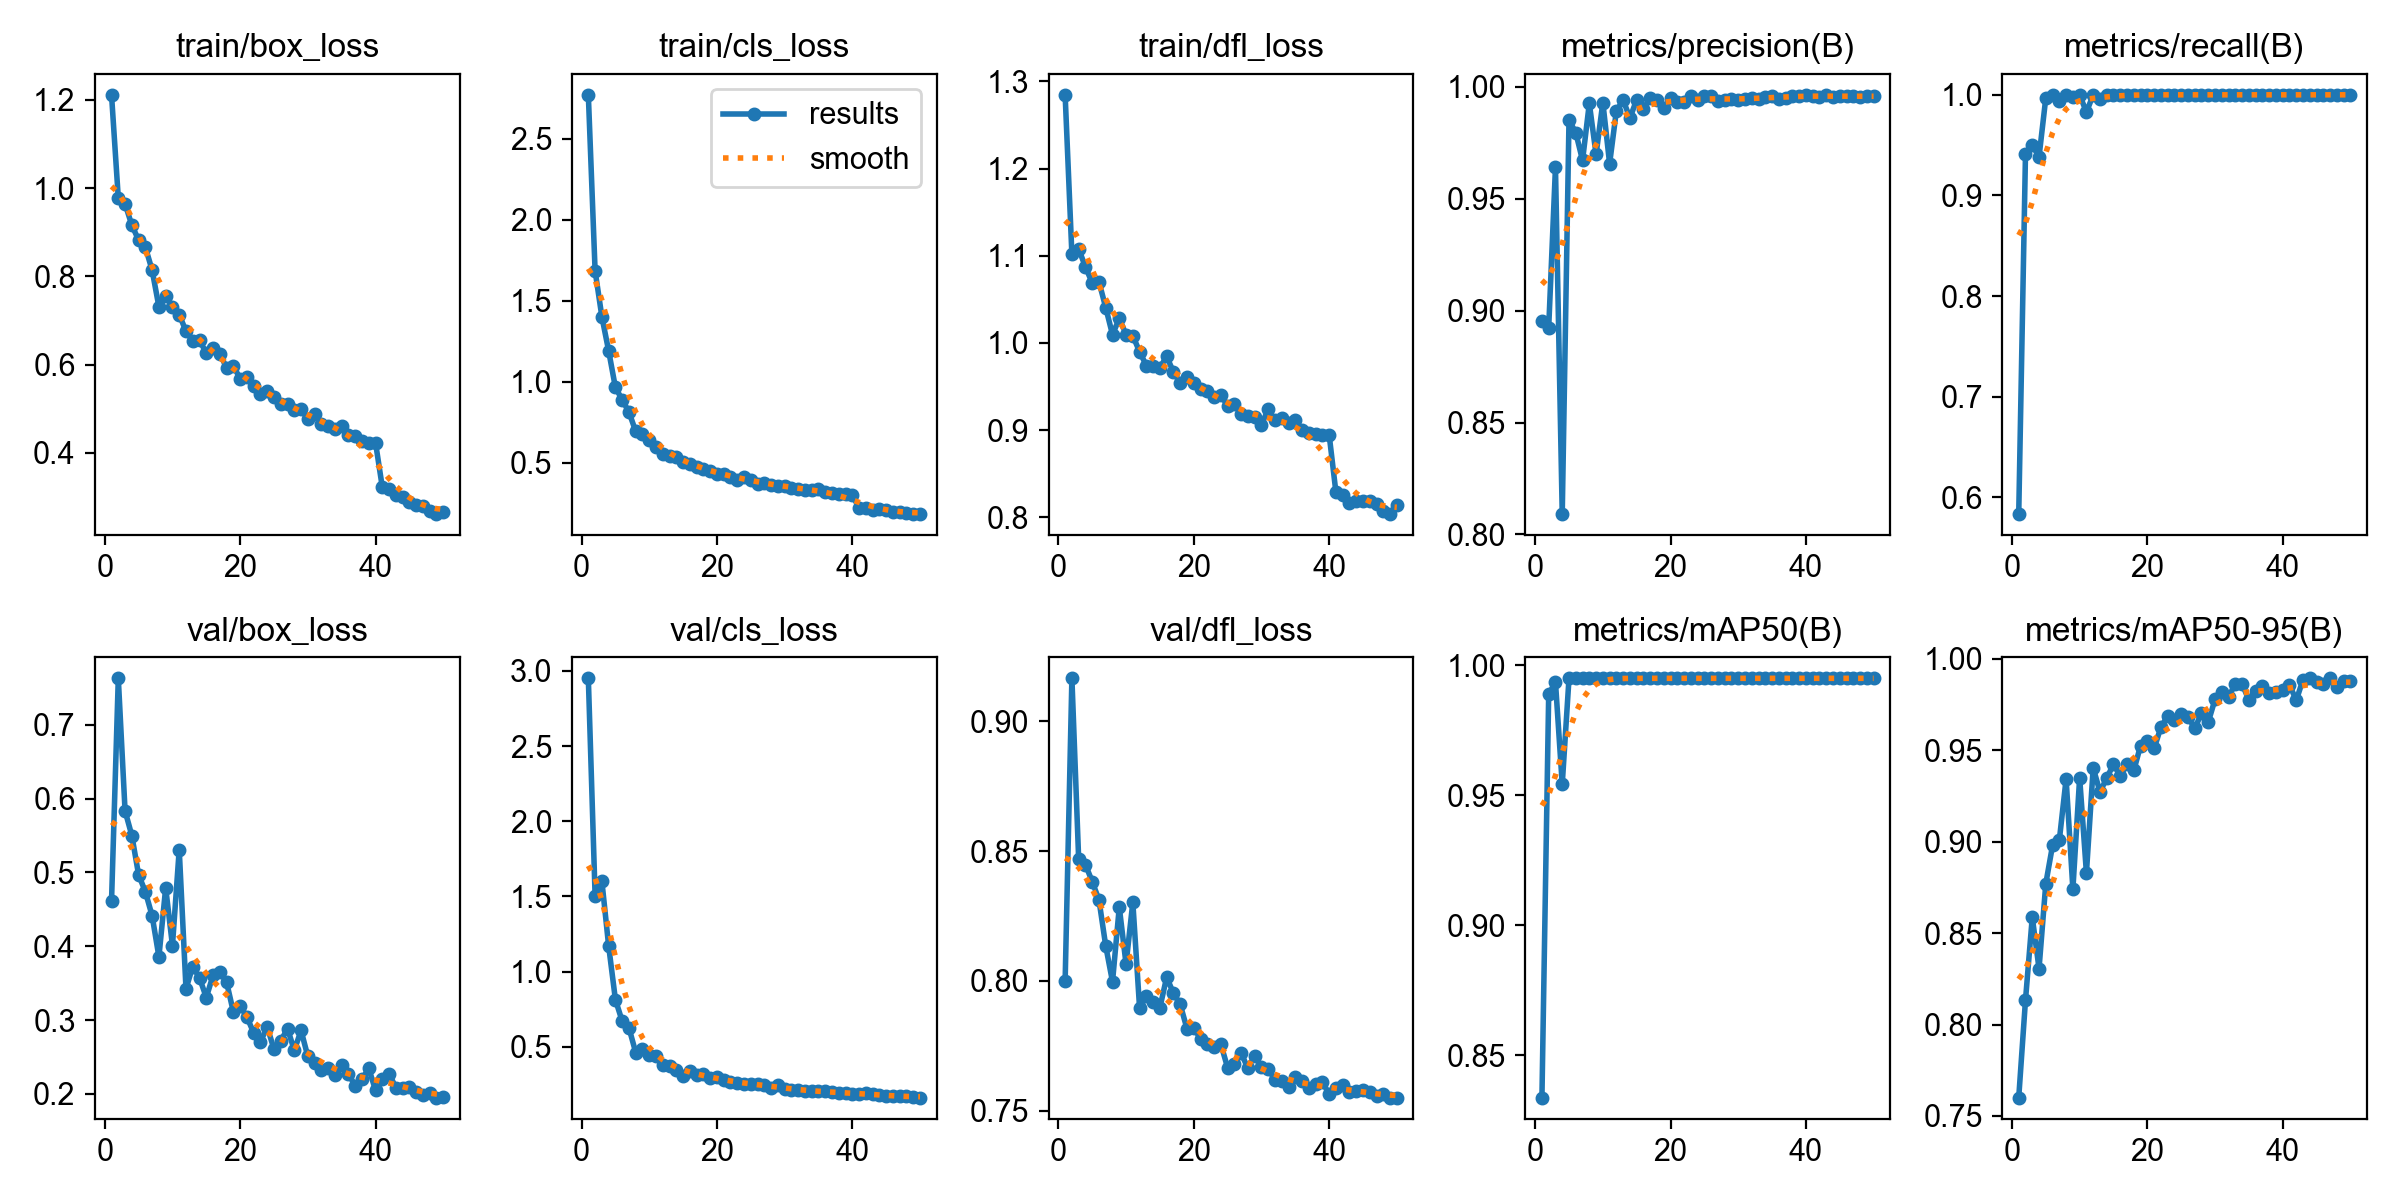 train/box_loss
1.2
1.0
0.8
0.6
0.4
0 20 40
train/cls_loss
results
smooth
2.5
2.0
1.5
1.0
0.5
0 20 40
train/dfl_loss
1.3
1.2
1.1
1.0
0.9
0.8
0 20 40
metrics/precision(B)
1.00
0.95
0.90
0.85
0.80
0 20 40
metrics/recall(B)
1.0
0.9
0.8
0.7
0.6
0 20 40
val/box_loss
0.7
0.6
0.5
0.4
0.3
0.2
0 20 40
val/cls_loss
3.0
2.5
2.0
1.5
1.0
0.5
0 20 40
val/dfl_loss
0.90
0.85
0.80
0.75
0 20 40
metrics/mAP50(B)
1.00
0.95
0.90
0.85
0 20 40
metrics/mAP50-95(B)
1.00
0.95
0.90
0.85
0.80
0.75
0 20 40